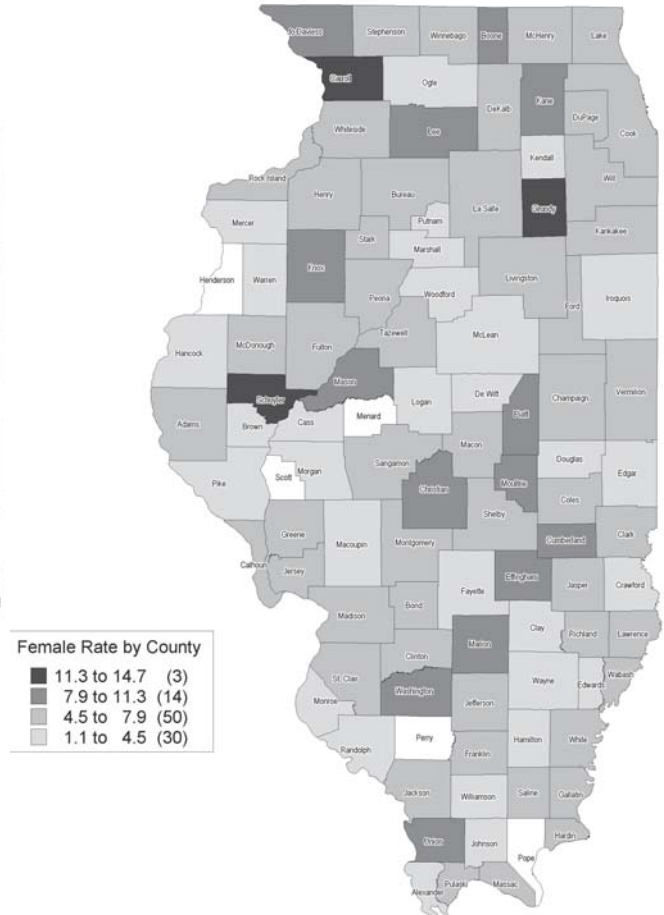 o Daviess Stephenson Winnebago Boone McHenry Lake
Carroll Ogle DeKalb Kane DuPage Cook
Whiteside Lee Kendall Will
Rock Island Henry Bureau La Salle Grundy Kankakee
Mercer Stark Putnam
Marshall
Henderson Warren Knox Peoria Woodford Livingston Ford Iroquois
Hancock McDonough Fulton Tazewell McLean
Schuyler Mason Logan De Witt Piatt Champaign Vermilion
Adams Brown Cass Menard Macon
Pike Scott Morgan Sangamon Christian Moultrie Douglas Edgar
Coles
Greene Macoupin Montgomery Shelby Cumberland Clark
Calhoun Jersey Fayette Effingham Jasper Crawford
Madison Bond Clay Richland Lawrence
Clinton Marion
St. Clair Washington Wayne Edwards Wabash
Monroe Jefferson
Randolph Perry Franklin Hamilton White
Jackson Williamson Saline Gallatin
Union Johnson Pope Hardin
Alexander Pulaski Massac
Female Rate by County
11.3 to 14.7 (3)
7.9 to 11.3 (14)
4.5 to 7.9 (50)
1.1 to 4.5 (30)